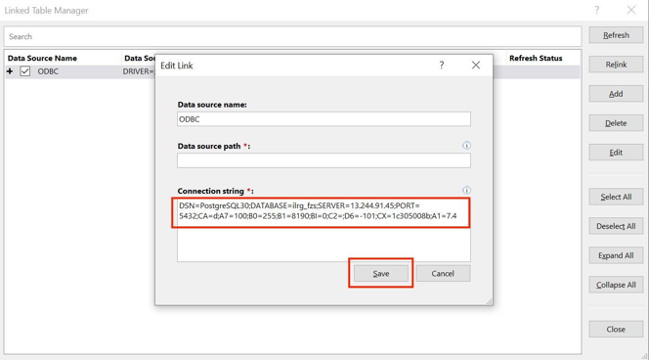 Linked Table Manager
?
Search
Refresh
Data Source Name
Refresh Status
ODBC
DRIVER=
Relink
Add
Delete
Edit
Select All
Deselect All
Expand All
Collapse All
Close
Edit Link
?
Data source name:
ODBC
Data source path *:
Connection string *:
DSN=PostgreSQL30;DATABASE=ilrg_fzs;SERVER=13.244.91.45;PORT=
5432;CA=d;A7=100;B0=255;B1=8190;BI=0;C2=;D6=-101;CX=1c305008b;A1=7.4
Save
Cancel